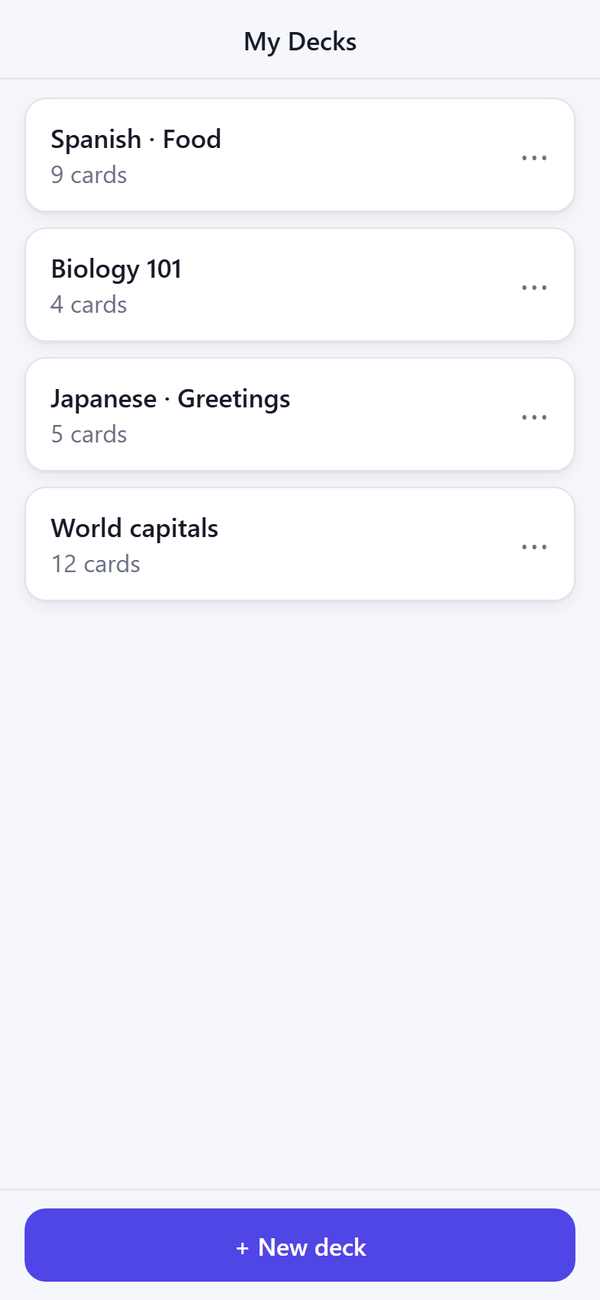 My Decks
Spanish · Food
9 cards
...
Biology 101
4 cards
...
Japanese · Greetings
5 cards
...
World capitals
12 cards
...
+ New deck